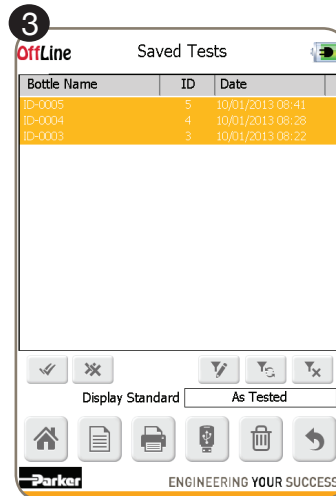 3
OffLine Saved Tests
Bottle Name ID Date
ID-0005 5 10/01/2013 08:41
ID-0004 4 10/01/2013 08:28
ID-0003 3 10/01/2013 08:22
Display Standard As Tested
Parker ENGINEERING YOUR SUCCESS